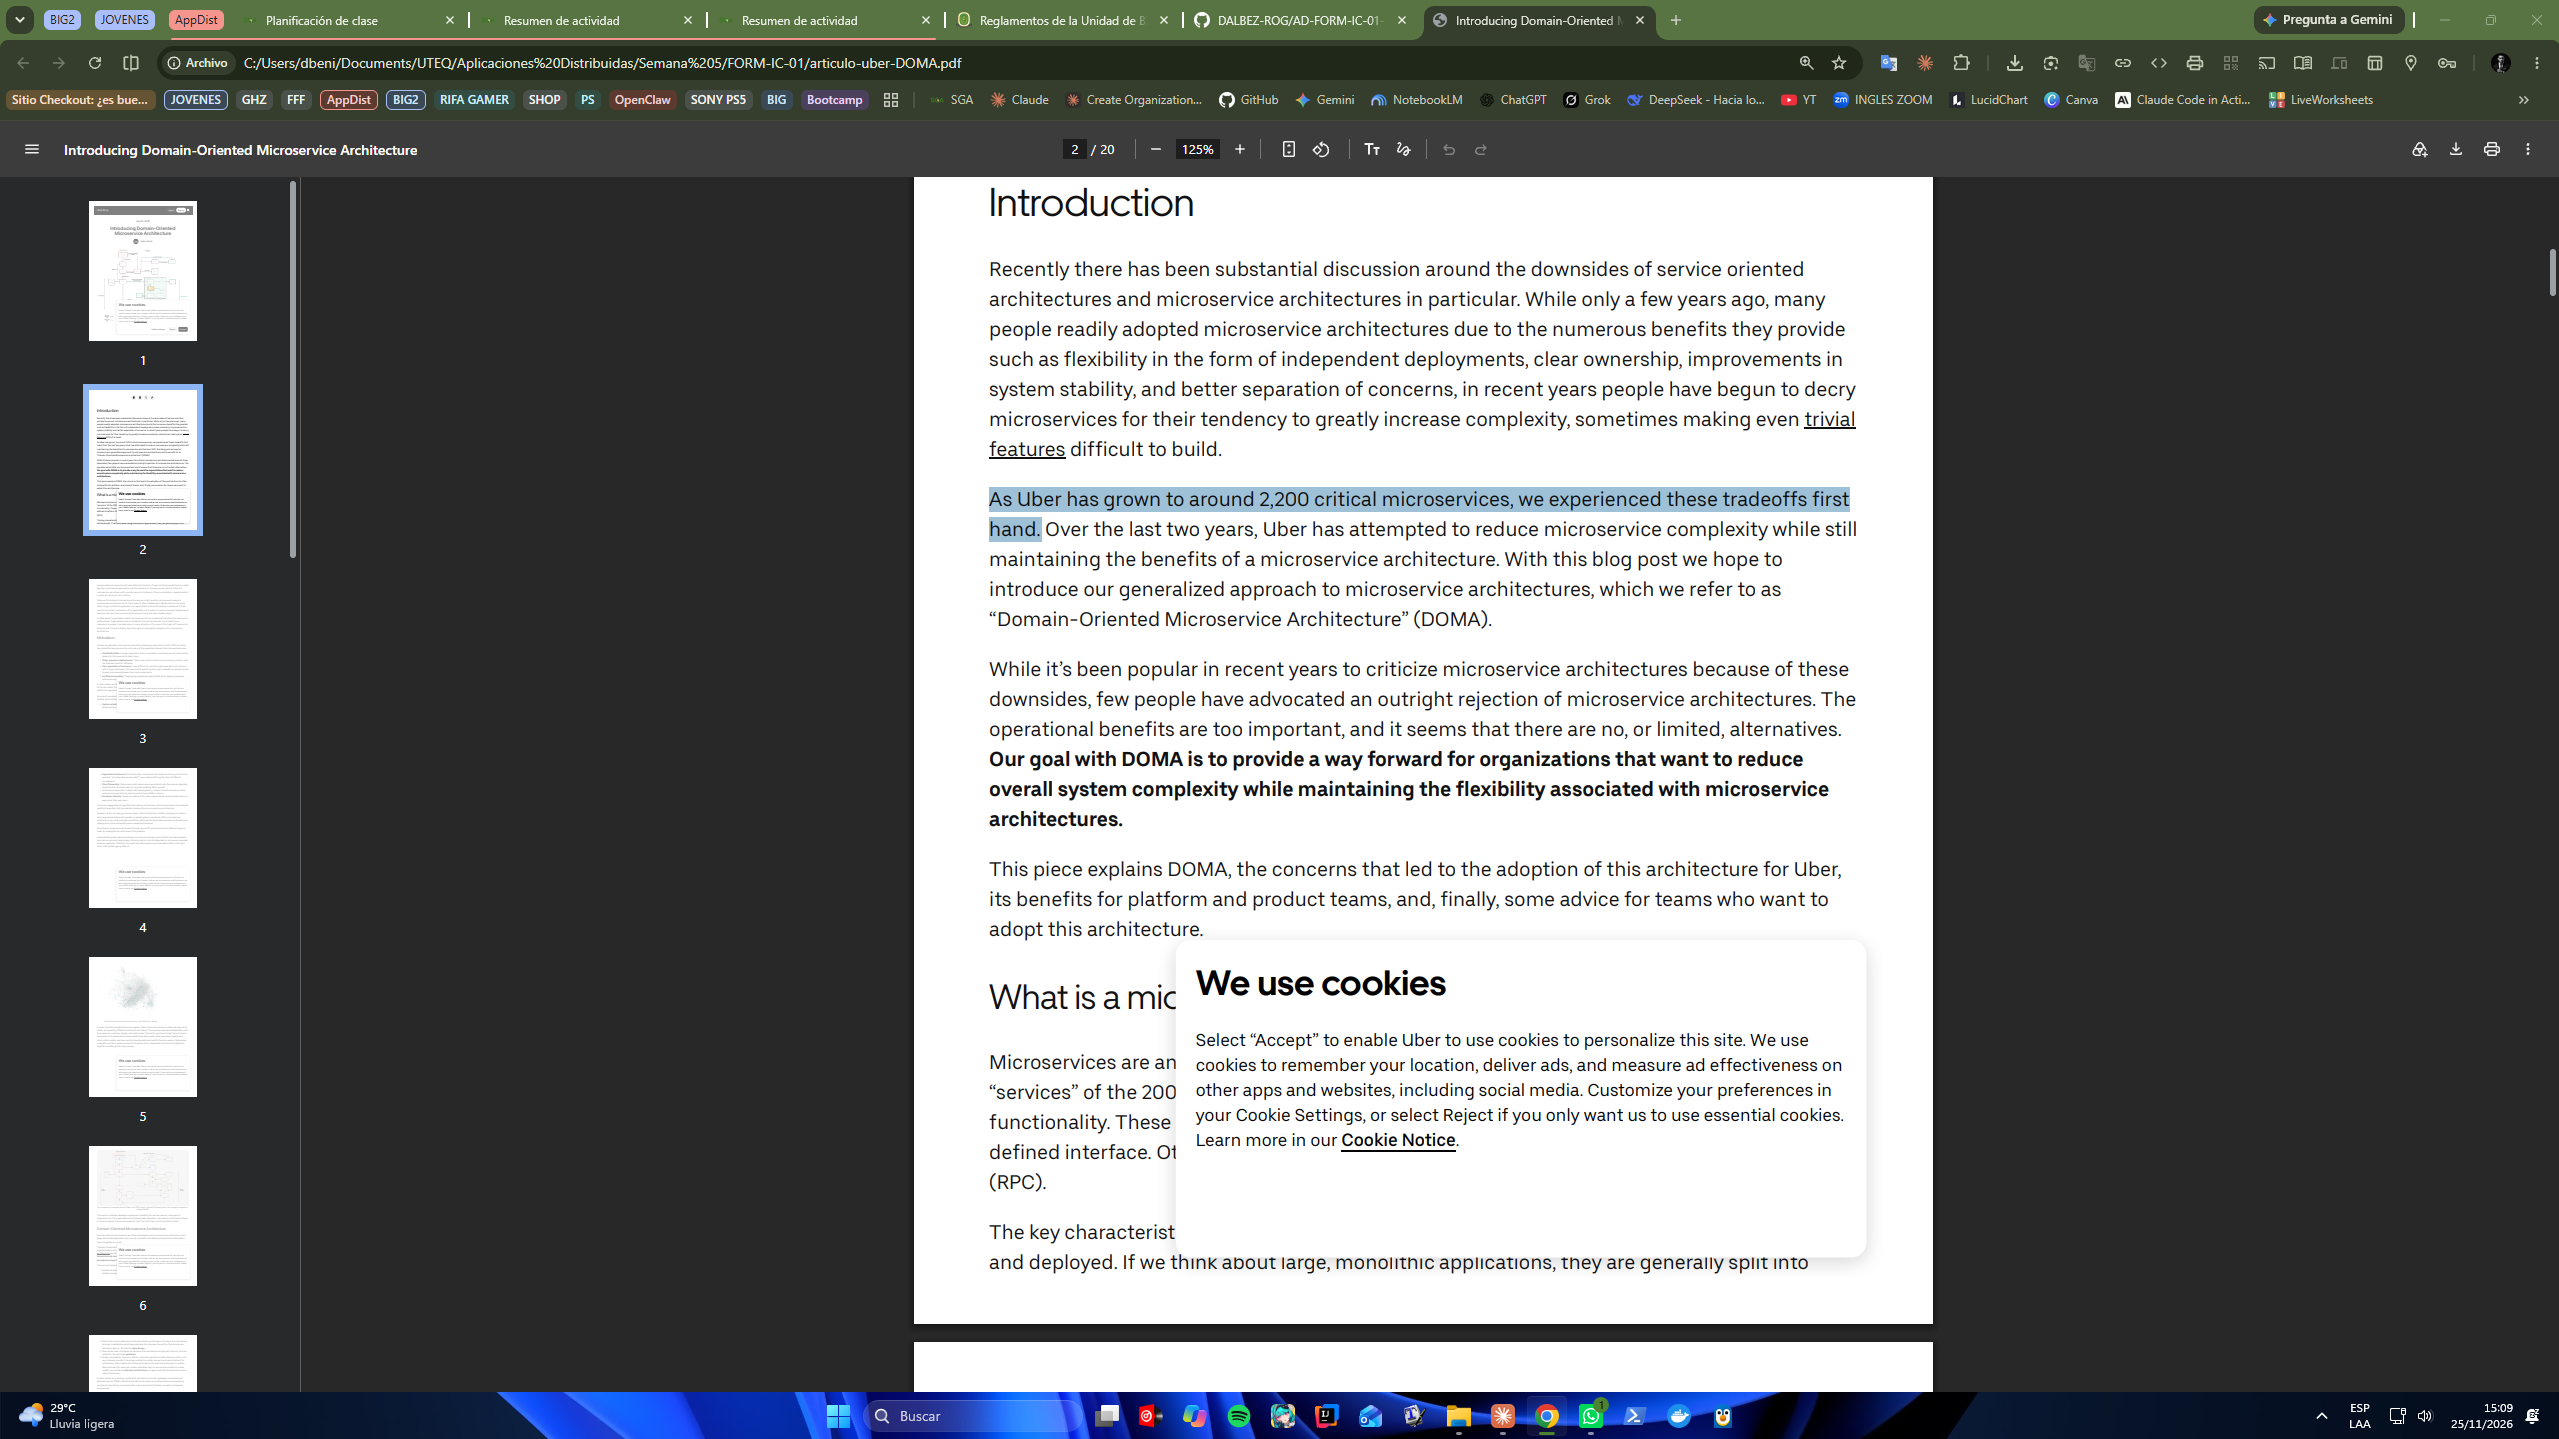 BIG2
JOVENES
AppDist
Planificación de clase
Resumen de actividad
Resumen de actividad
Reglamentos de la Unidad de B
DALBEZ-ROG/AD-FORM-IC-01-
Introducing Domain-Oriented M
Pregunta a Gemini
Archivo
C:/Users/dbeni/Documents/UTEQ/Aplicaciones%20Distribuidas/Semana%205/FORM-IC-01/articulo-uber-DOMA.pdf
Sitio Checkout: ¿es bue...
JOVENES
GHZ
FFF
AppDist
BIG2
RIFA GAMER
SHOP
PS
OpenClaw
SONY PS5
BIG
Bootcamp
SGA
Claude
Create Organization...
GitHub
Gemini
NotebookLM
ChatGPT
Grok
DeepSeek - Hacia lo...
YT
INGLES ZOOM
LucidChart
Canva
Claude Code in Acti...
LiveWorksheets
Introducing Domain-Oriented Microservice Architecture
2 / 20
125%
1
2
3
4
5
6
Introduction
Recently there has been substantial discussion around the downsides of service oriented
architectures and microservice architectures in particular. While only a few years ago, many
people readily adopted microservice architectures due to the numerous benefits they provide
such as flexibility in the form of independent deployments, clear ownership, improvements in
system stability, and better separation of concerns, in recent years people have begun to decry
microservices for their tendency to greatly increase complexity, sometimes making even trivial
features difficult to build.
As Uber has grown to around 2,200 critical microservices, we experienced these tradeoffs first
hand. Over the last two years, Uber has attempted to reduce microservice complexity while still
maintaining the benefits of a microservice architecture. With this blog post we hope to
introduce our generalized approach to microservice architectures, which we refer to as
“Domain-Oriented Microservice Architecture” (DOMA).
While it’s been popular in recent years to criticize microservice architectures because of these
downsides, few people have advocated an outright rejection of microservice architectures. The
operational benefits are too important, and it seems that there are no, or limited, alternatives.
Our goal with DOMA is to provide a way forward for organizations that want to reduce
overall system complexity while maintaining the flexibility associated with microservice
architectures.
This piece explains DOMA, the concerns that led to the adoption of this architecture for Uber,
its benefits for platform and product teams, and, finally, some advice for teams who want to
adopt this architecture.
What is a mic
Microservices are an
“services” of the 200
functionality. These
defined interface. Ot
(RPC).
The key characterist
and deployed. If we think about large, monolithic applications, they are generally split into
We use cookies
Select “Accept” to enable Uber to use cookies to personalize this site. We use
cookies to remember your location, deliver ads, and measure ad effectiveness on
other apps and websites, including social media. Customize your preferences in
your Cookie Settings, or select Reject if you only want us to use essential cookies.
Learn more in our Cookie Notice.
29°C
Lluvia ligera
Buscar
1
ESP
LAA
15:09
25/11/2026